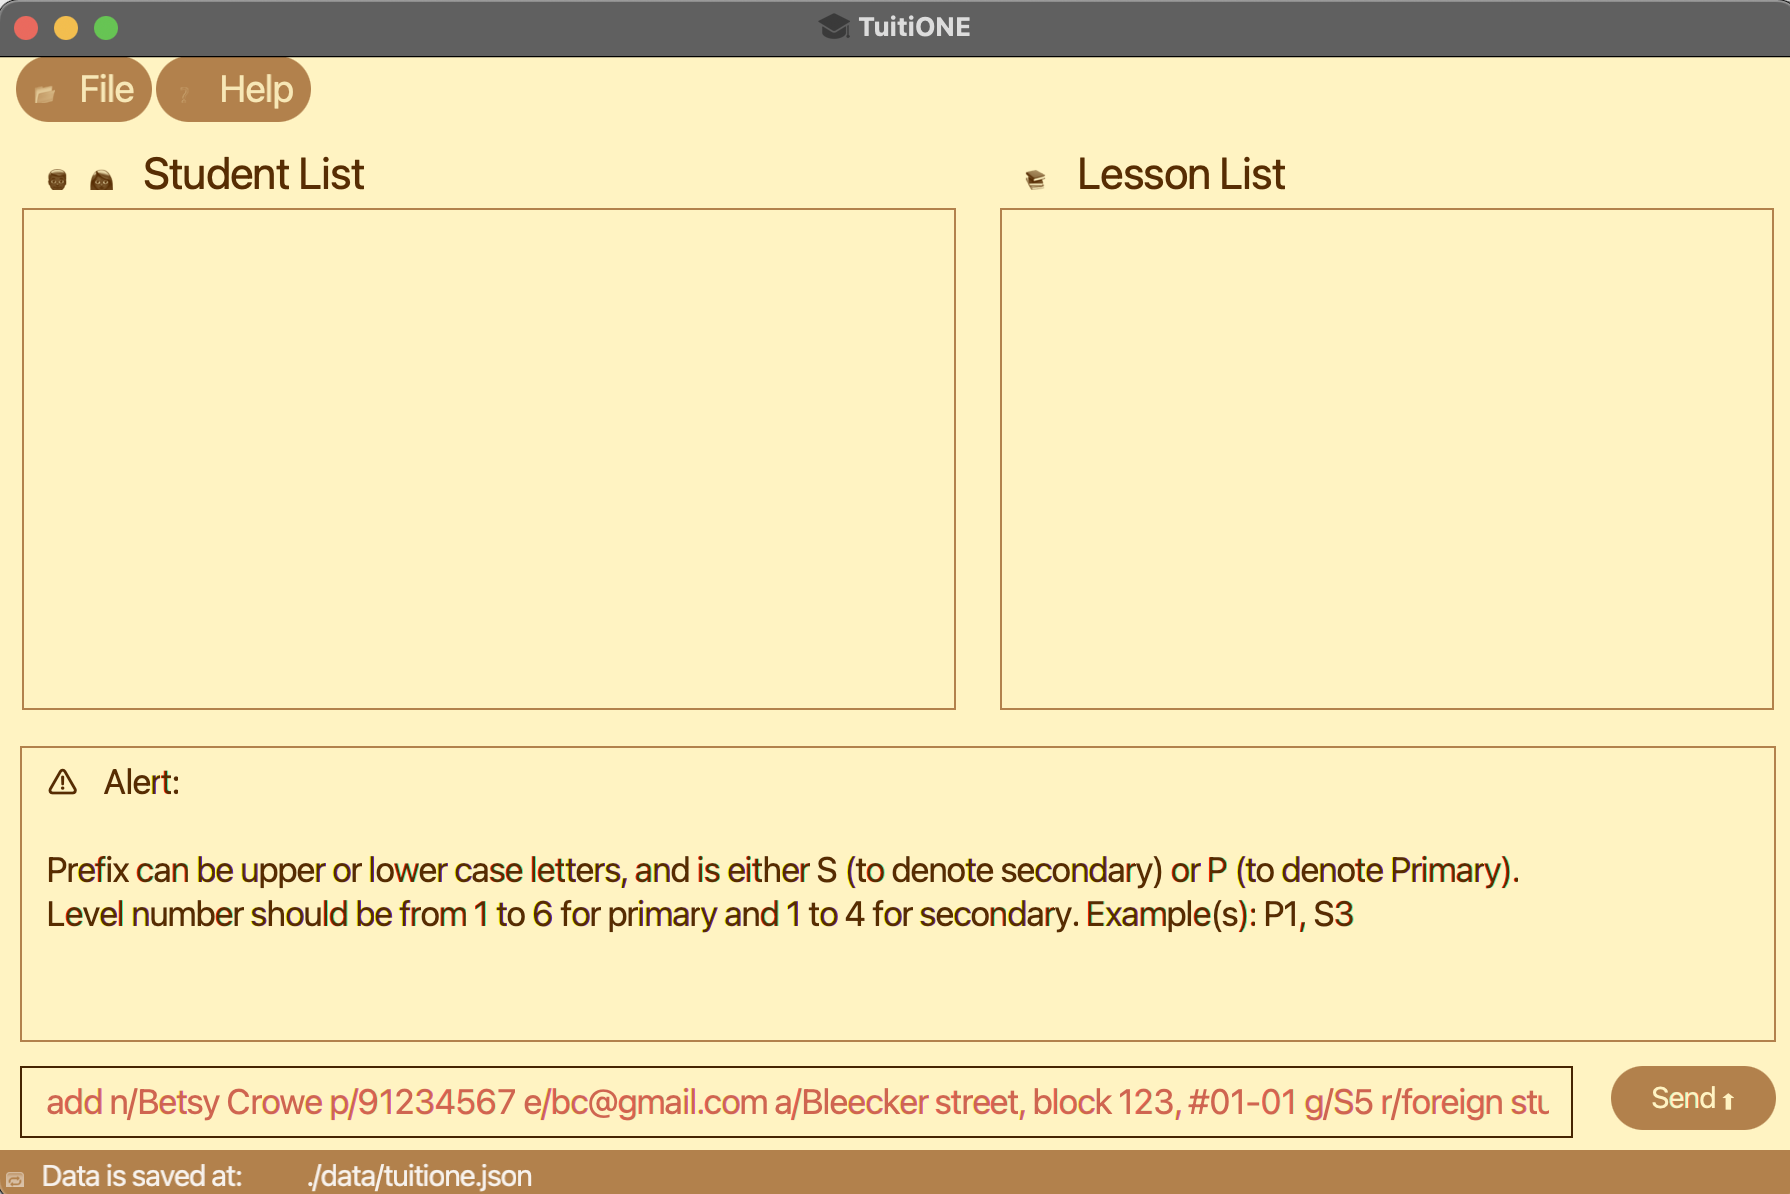 TuitiONE
File Help
Student List
Lesson List
Alert:
Prefix can be upper or lower case letters, and is either S (to denote secondary) or P (to denote Primary).
Level number should be from 1 to 6 for primary and 1 to 4 for secondary. Example(s): P1, S3
add n/Betsy Crowe p/91234567 e/bc@gmail.com a/Bleecker street, block 123, #01-01 g/S5 r/foreign stu
Send
Data is saved at: ./data/tuitione.json